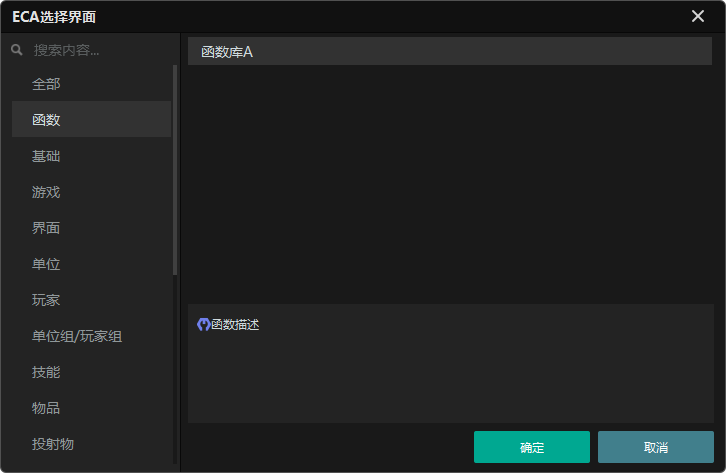 ECA选择界面
搜索内容...
全部
函数
基础
游戏
界面
单位
玩家
单位组/玩家组
技能
物品
投射物
函数库A
函数描述
确定
取消